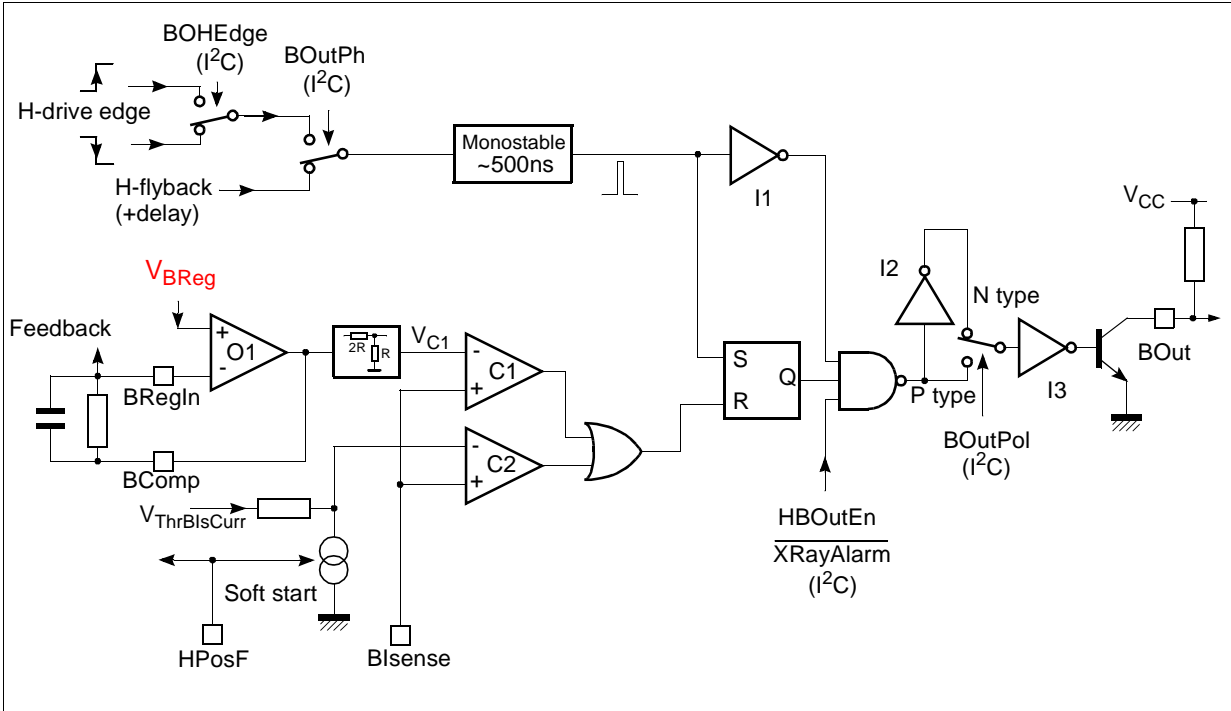 BOHEdge
(I²C)
BOutPh
(I²C)
H-drive edge
H-flyback
(+delay)
Monostable
~500ns
I1
VCC
I2
N type
P type
I3
BOut
BOutPol
(I²C)
VBReg
Feedback
+
-
O1
BRegIn
BComp
2R
R
VC1
-
+
C1
-
+
C2
S
R
Q
VThrBIsCurr
Soft start
HPosF
BIsense
HBOutEn
XRayAlarm
(I²C)